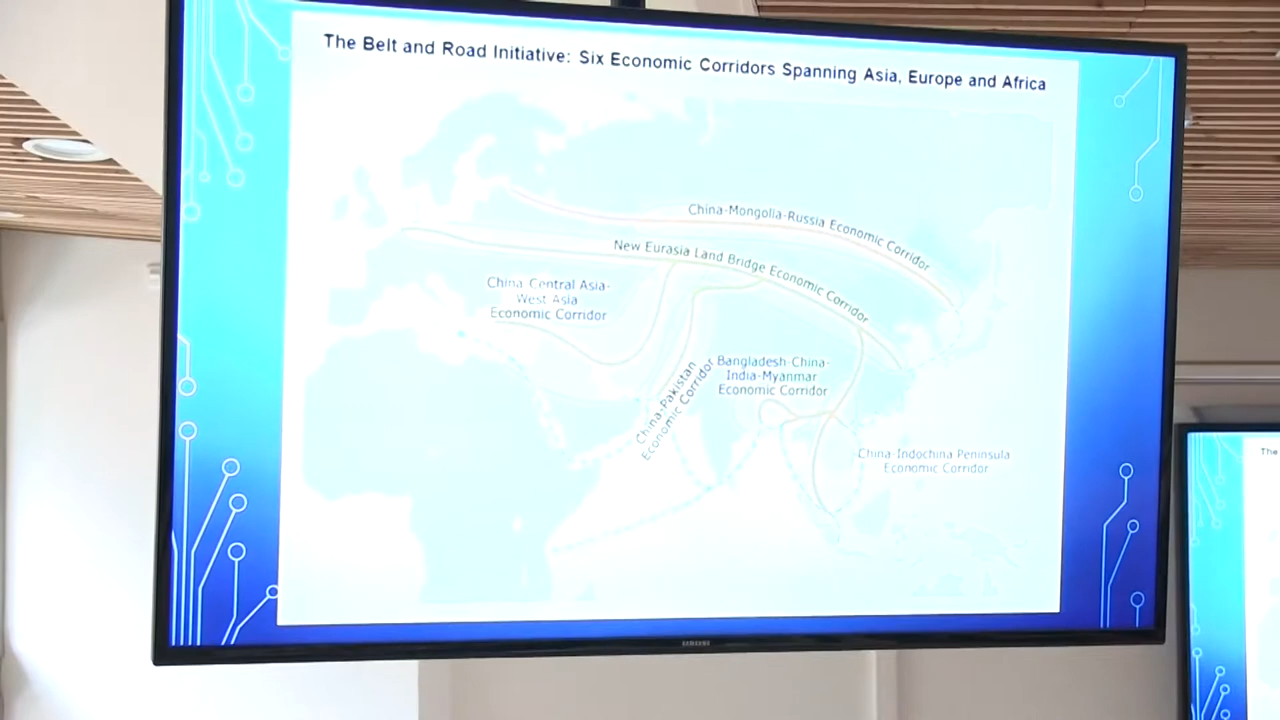 The Belt and Road Initiative: Six Economic Corridors Spanning Asia, Europe and Africa
China-Mongolia-Russia Economic Corridor
New Eurasia Land Bridge Economic Corridor
China-Central Asia-
West Asia
Economic Corridor
China-Pakistan
Economic Corridor
Bangladesh-China-
India-Myanmar
Economic Corridor
China-Indochina Peninsula
Economic Corridor
SAMSUNG
The